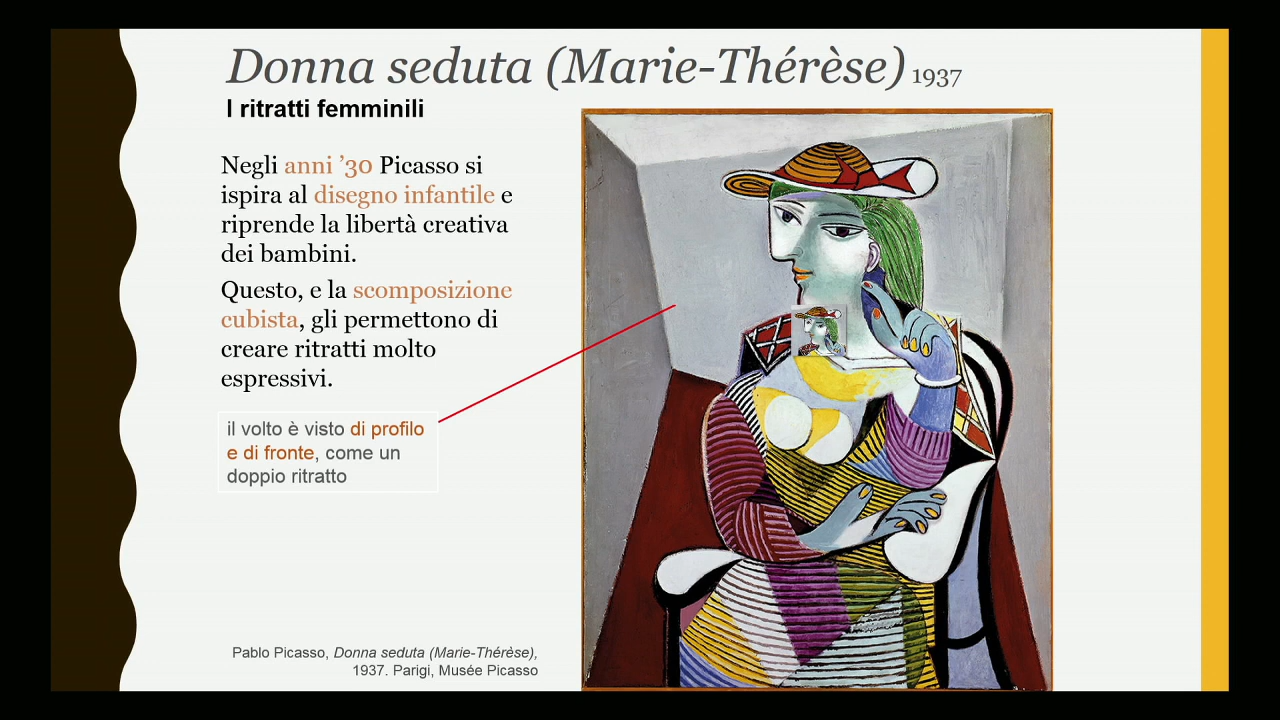 Donna seduta (Marie-Thérèse) 1937
I ritratti femminili
Negli anni ’30 Picasso si
ispira al disegno infantile e
riprende la libertà creativa
dei bambini.
Questo, e la scomposizione
cubista, gli permettono di
creare ritratti molto
espressivi.
il volto è visto di profilo
e di fronte, come un
doppio ritratto
Pablo Picasso, Donna seduta (Marie-Thérèse),
1937. Parigi, Musée Picasso